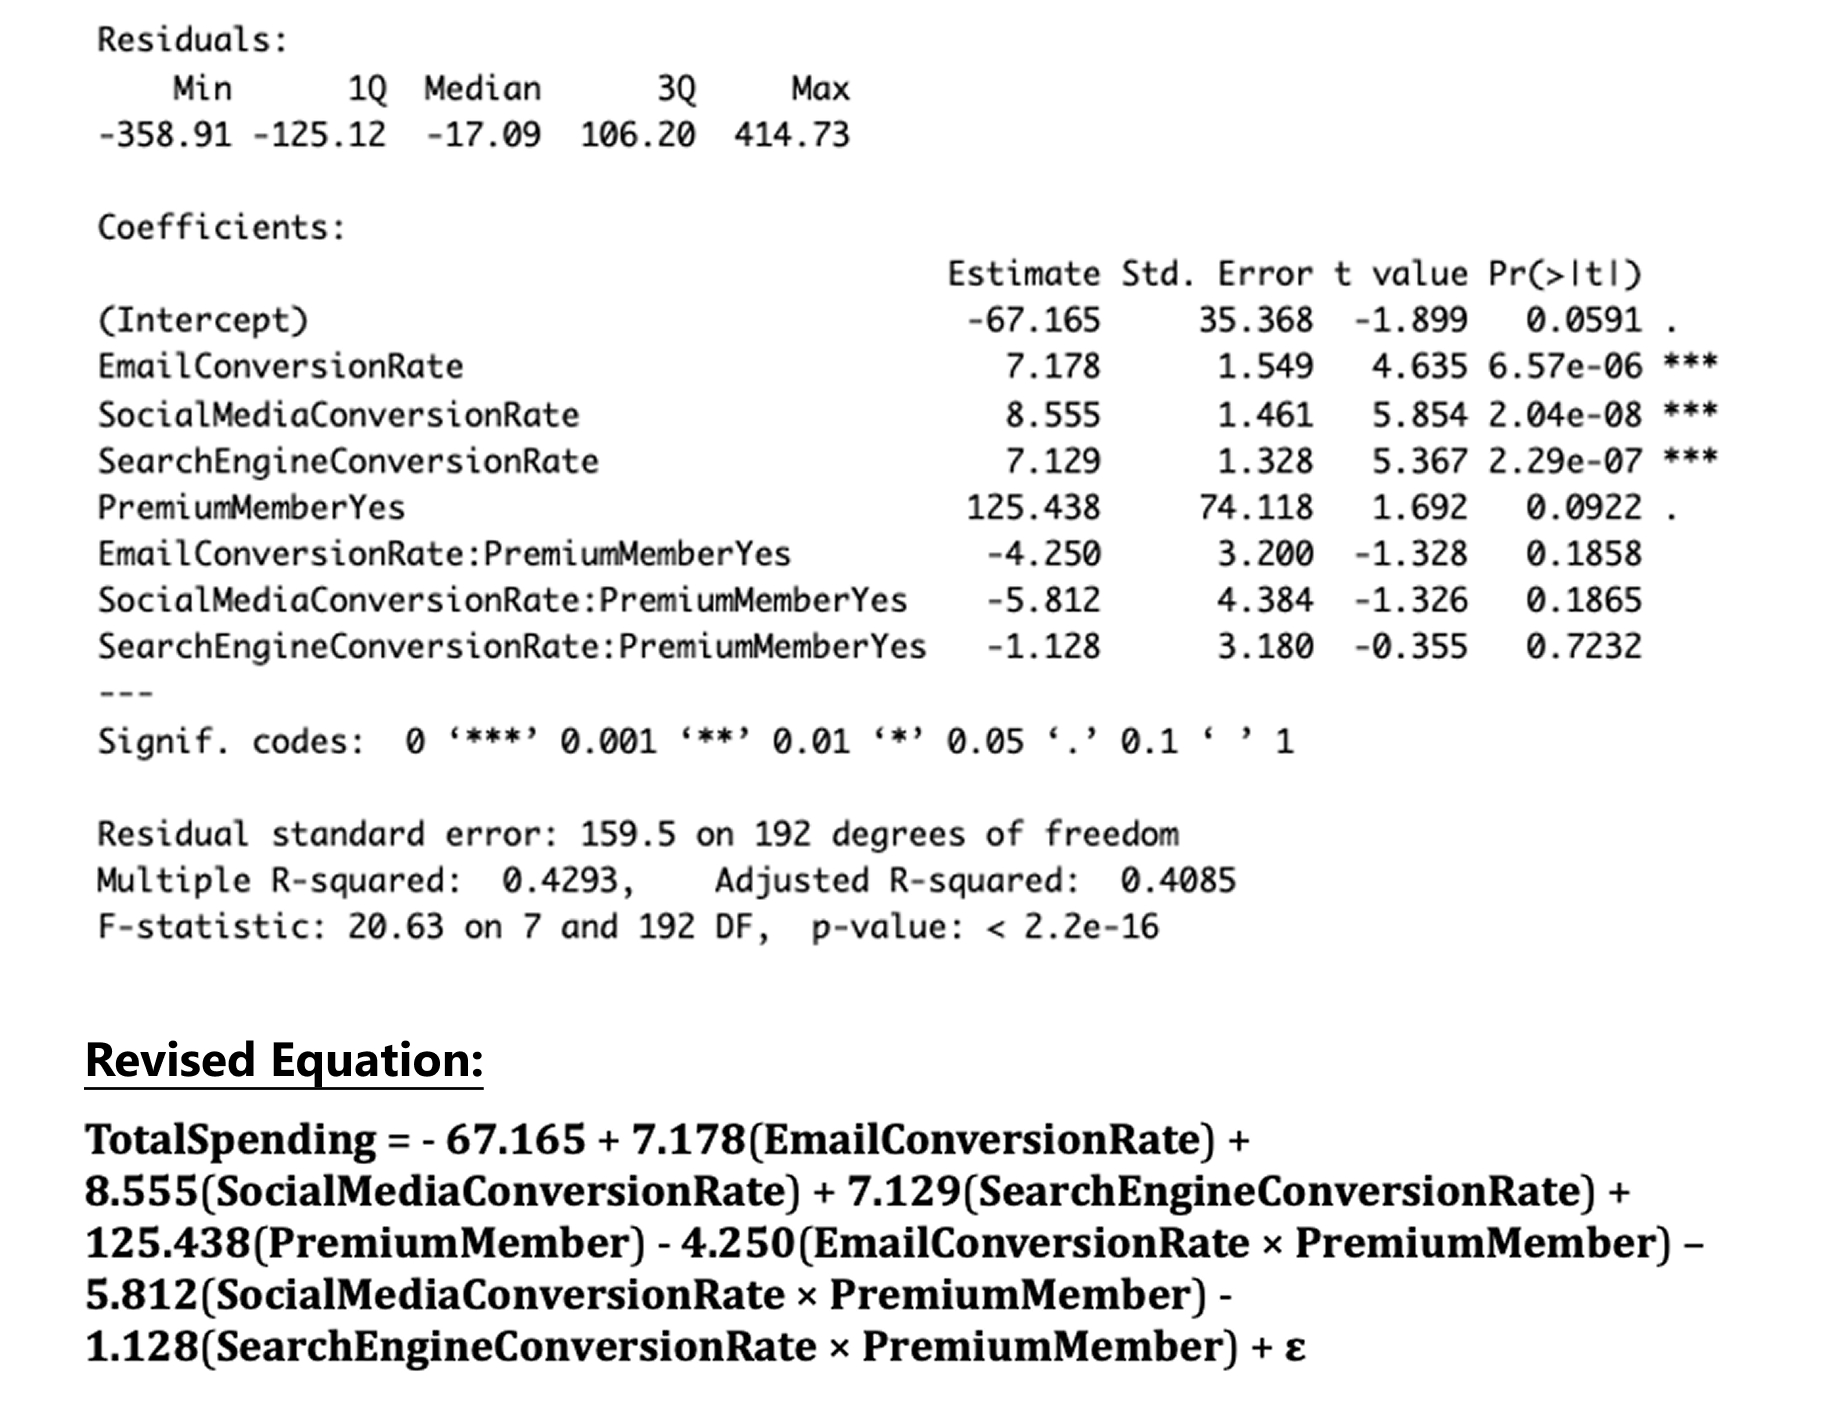 Residuals:
Min 1Q Median 3Q Max
-358.91 -125.12 -17.09 106.20 414.73
Coefficients:
Estimate Std. Error t value Pr(>|t|)
(Intercept) -67.165 35.368 -1.899 0.0591 .
EmailConversionRate 7.178 1.549 4.635 6.57e-06 ***
SocialMediaConversionRate 8.555 1.461 5.854 2.04e-08 ***
SearchEngineConversionRate 7.129 1.328 5.367 2.29e-07 ***
PremiumMemberYes 125.438 74.118 1.692 0.0922 .
EmailConversionRate:PremiumMemberYes -4.250 3.200 -1.328 0.1858
SocialMediaConversionRate:PremiumMemberYes -5.812 4.384 -1.326 0.1865
SearchEngineConversionRate:PremiumMemberYes -1.128 3.180 -0.355 0.7232
---
Signif. codes: 0 ‘***’ 0.001 ‘**’ 0.01 ‘*’ 0.05 ‘.’ 0.1 ‘ ’ 1
Residual standard error: 159.5 on 192 degrees of freedom
Multiple R-squared: 0.4293, Adjusted R-squared: 0.4085
F-statistic: 20.63 on 7 and 192 DF, p-value: < 2.2e-16
Revised Equation:
TotalSpending = - 67.165 + 7.178(EmailConversionRate) +
8.555(SocialMediaConversionRate) + 7.129(SearchEngineConversionRate) +
125.438(PremiumMember) - 4.250(EmailConversionRate × PremiumMember) –
5.812(SocialMediaConversionRate × PremiumMember) -
1.128(SearchEngineConversionRate × PremiumMember) + ε